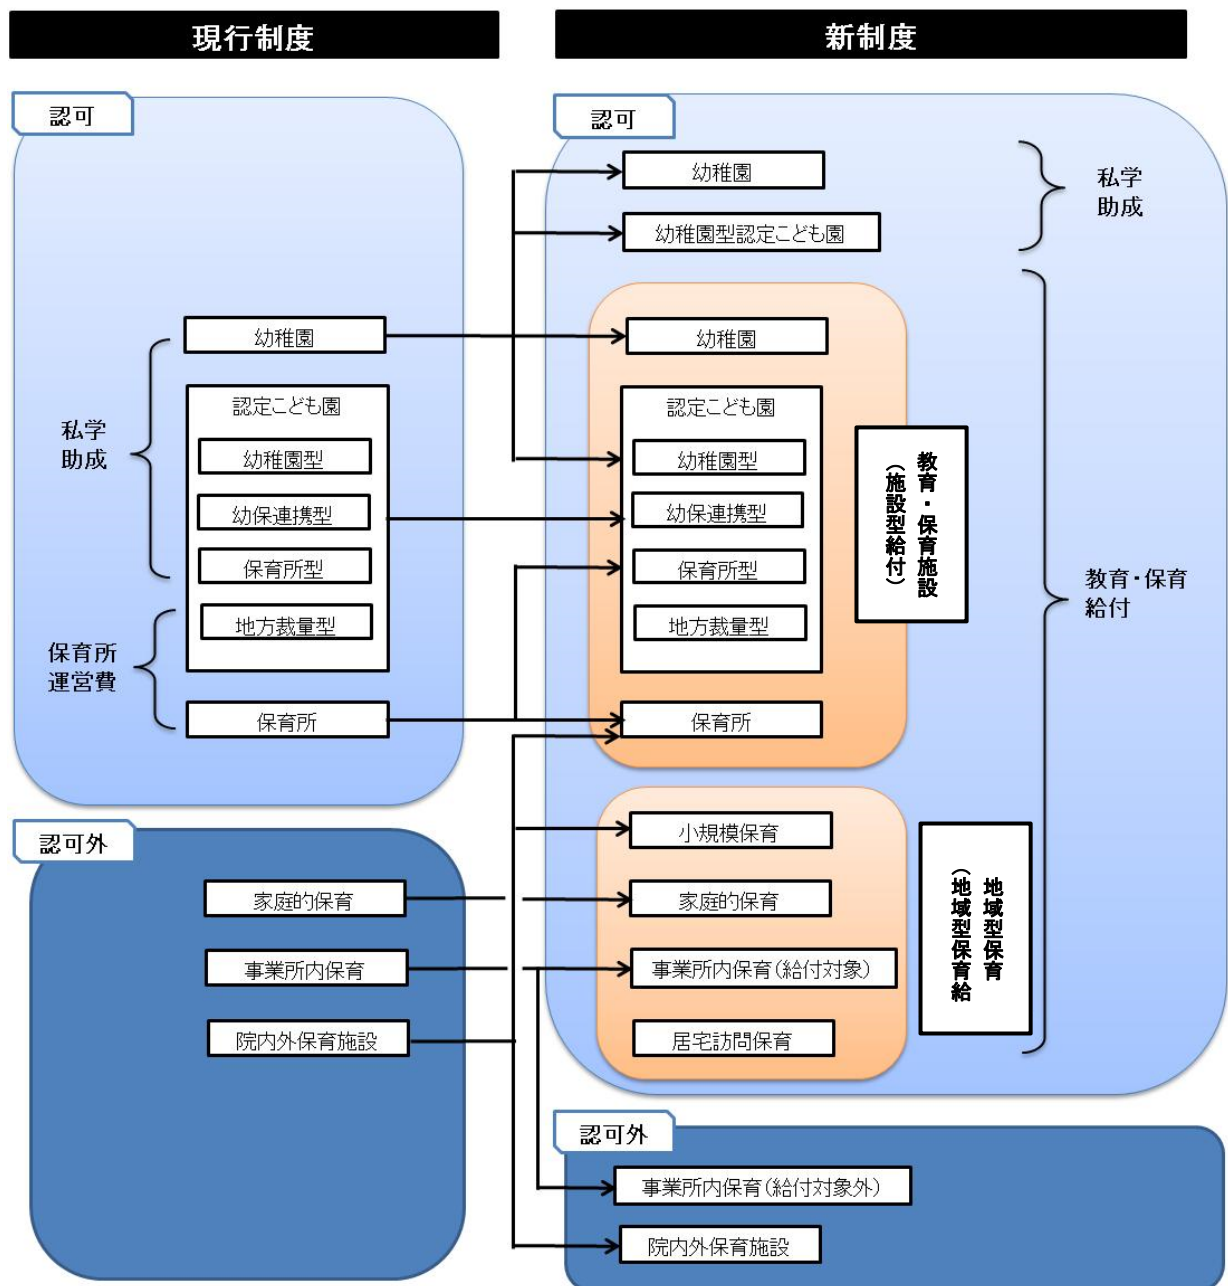 現行制度
認可
私学
助成
保育所
運営費
幼稚園
認定こども園
幼稚園型
幼保連携型
保育所型
地方裁量型
保育所
認可外
家庭的保育
事業所内保育
院内外保育施設
新制度
認可
幼稚園
幼稚園型認定こども園
私学
助成
幼稚園
認定こども園
幼稚園型
幼保連携型
保育所型
地方裁量型
保育所
教育・保育施設
(施設型給付)
小規模保育
家庭的保育
事業所内保育(給付対象)
居宅訪問保育
地域型保育
(地域型保育給
教育・保育
給付
認可外
事業所内保育(給付対象外)
院内外保育施設